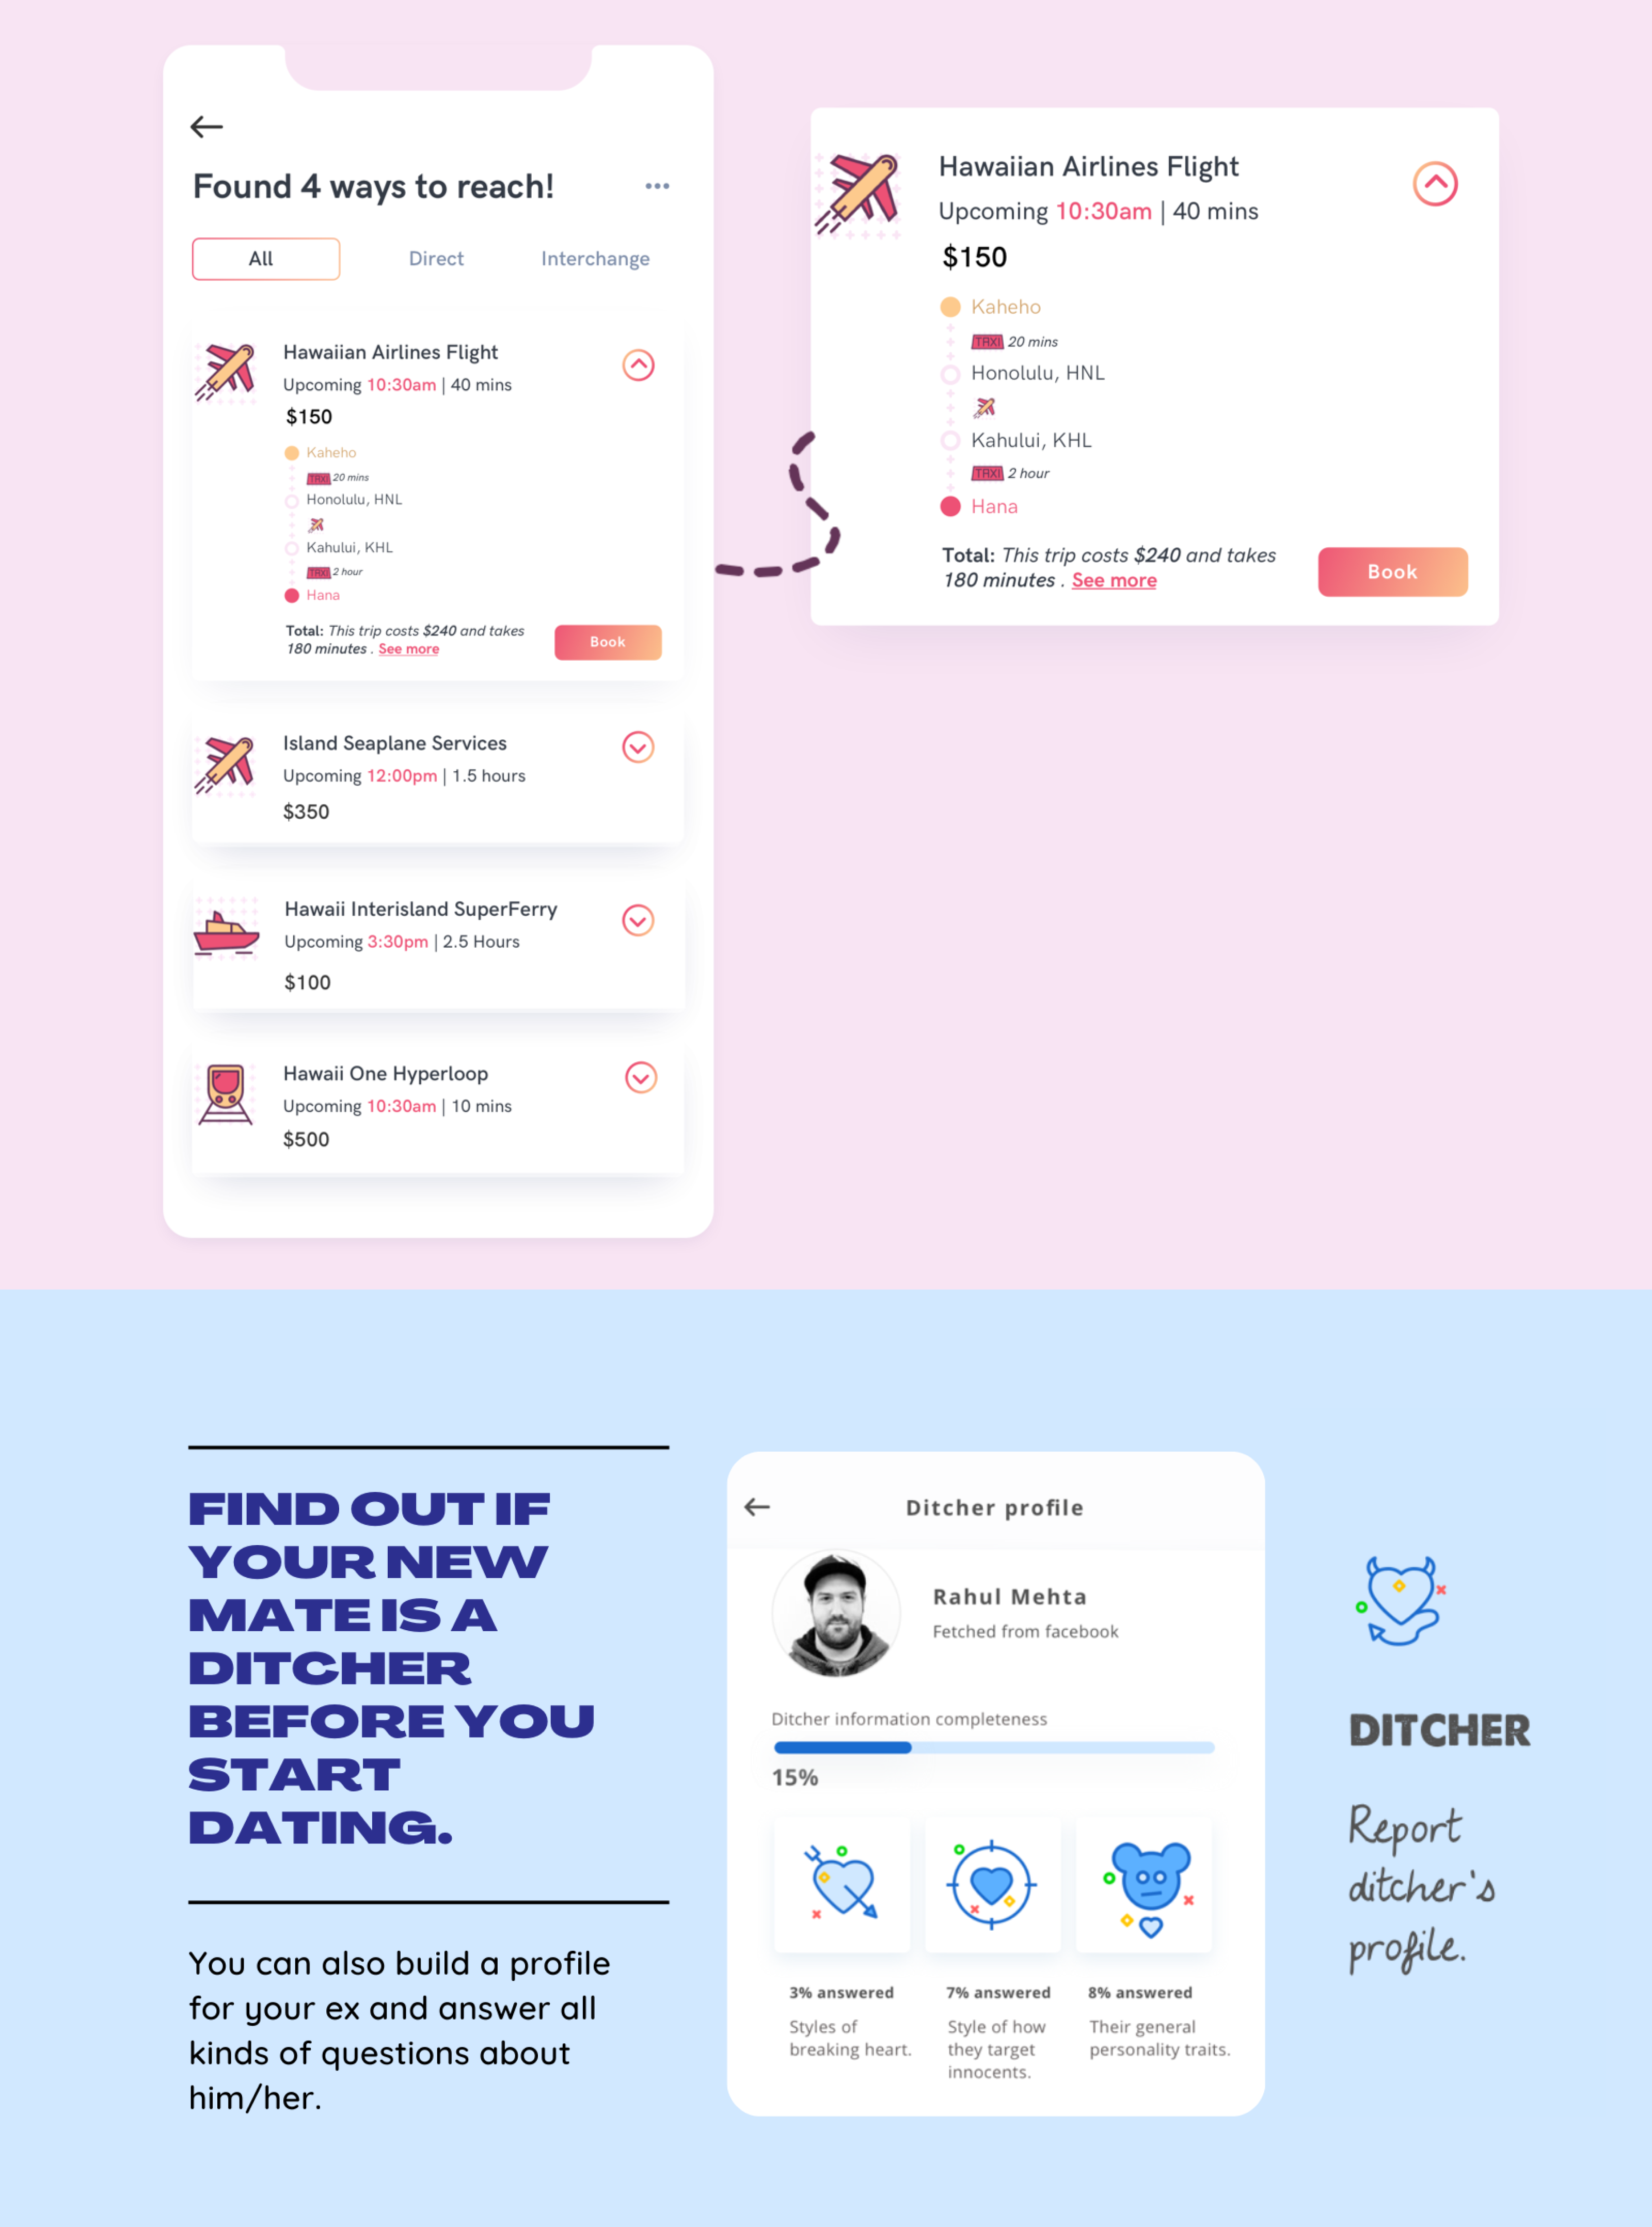 Found 4 ways to reach!
All
Direct
Interchange
Hawaiian Airlines Flight
Upcoming 10:30am | 40 mins
$150
Kaheho
TAXI 20 mins
Honolulu, HNL
Kahului, KHL
TAXI 2 hour
Hana
Total: This trip costs $240 and takes
180 minutes . See more
Book
Island Seaplane Services
Upcoming 12:00pm | 1.5 hours
$350
Hawaii Interisland SuperFerry
Upcoming 3:30pm | 2.5 Hours
$100
Hawaii One Hyperloop
Upcoming 10:30am | 10 mins
$500
Hawaiian Airlines Flight
Upcoming 10:30am | 40 mins
$150
Kaheho
TAXI 20 mins
Honolulu, HNL
Kahului, KHL
TAXI 2 hour
Hana
Total: This trip costs $240 and takes
180 minutes . See more
Book
FIND OUT IF
YOUR NEW
MATE IS A
DITCHER
BEFORE YOU
START
DATING.
You can also build a profile
for your ex and answer all
kinds of questions about
him/her.
Ditcher profile
Rahul Mehta
Fetched from facebook
Ditcher information completeness
15%
3% answered
Styles of
breaking heart.
7% answered
Style of how
they target
innocents.
8% answered
Their general
personality traits.
DITCHER
Report
ditcher's
profile.